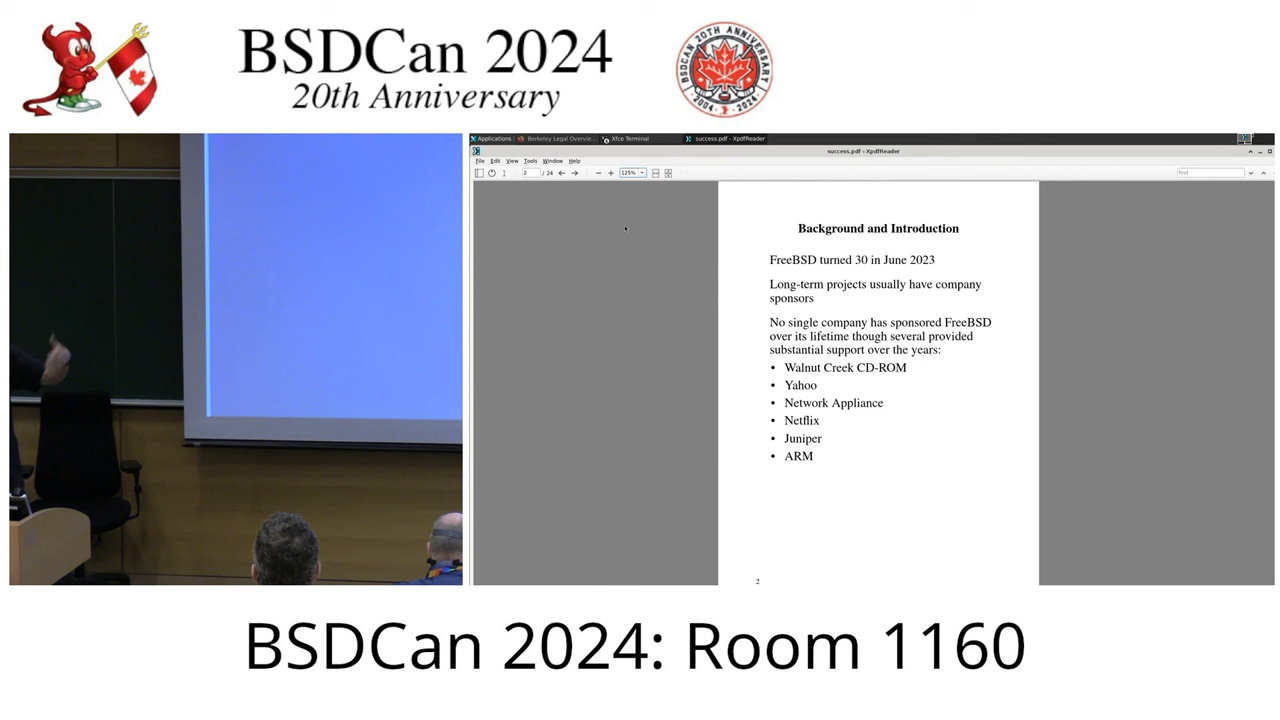 BSDCan 2024
20th Anniversary
BSDCAN 20TH ANNIVERSARY
2004 2024
Applications
Berkeley Legal Overvie...
Xfce Terminal
success.pdf - XpdfReader
success.pdf - XpdfReader
File Edit View Tools Window Help
2 / 24 125% find
Background and Introduction
FreeBSD turned 30 in June 2023
Long-term projects usually have company
sponsors
No single company has sponsored FreeBSD
over its lifetime though several provided
substantial support over the years:
• Walnut Creek CD-ROM
• Yahoo
• Network Appliance
• Netflix
• Juniper
• ARM
2
BSDCan 2024: Room 1160